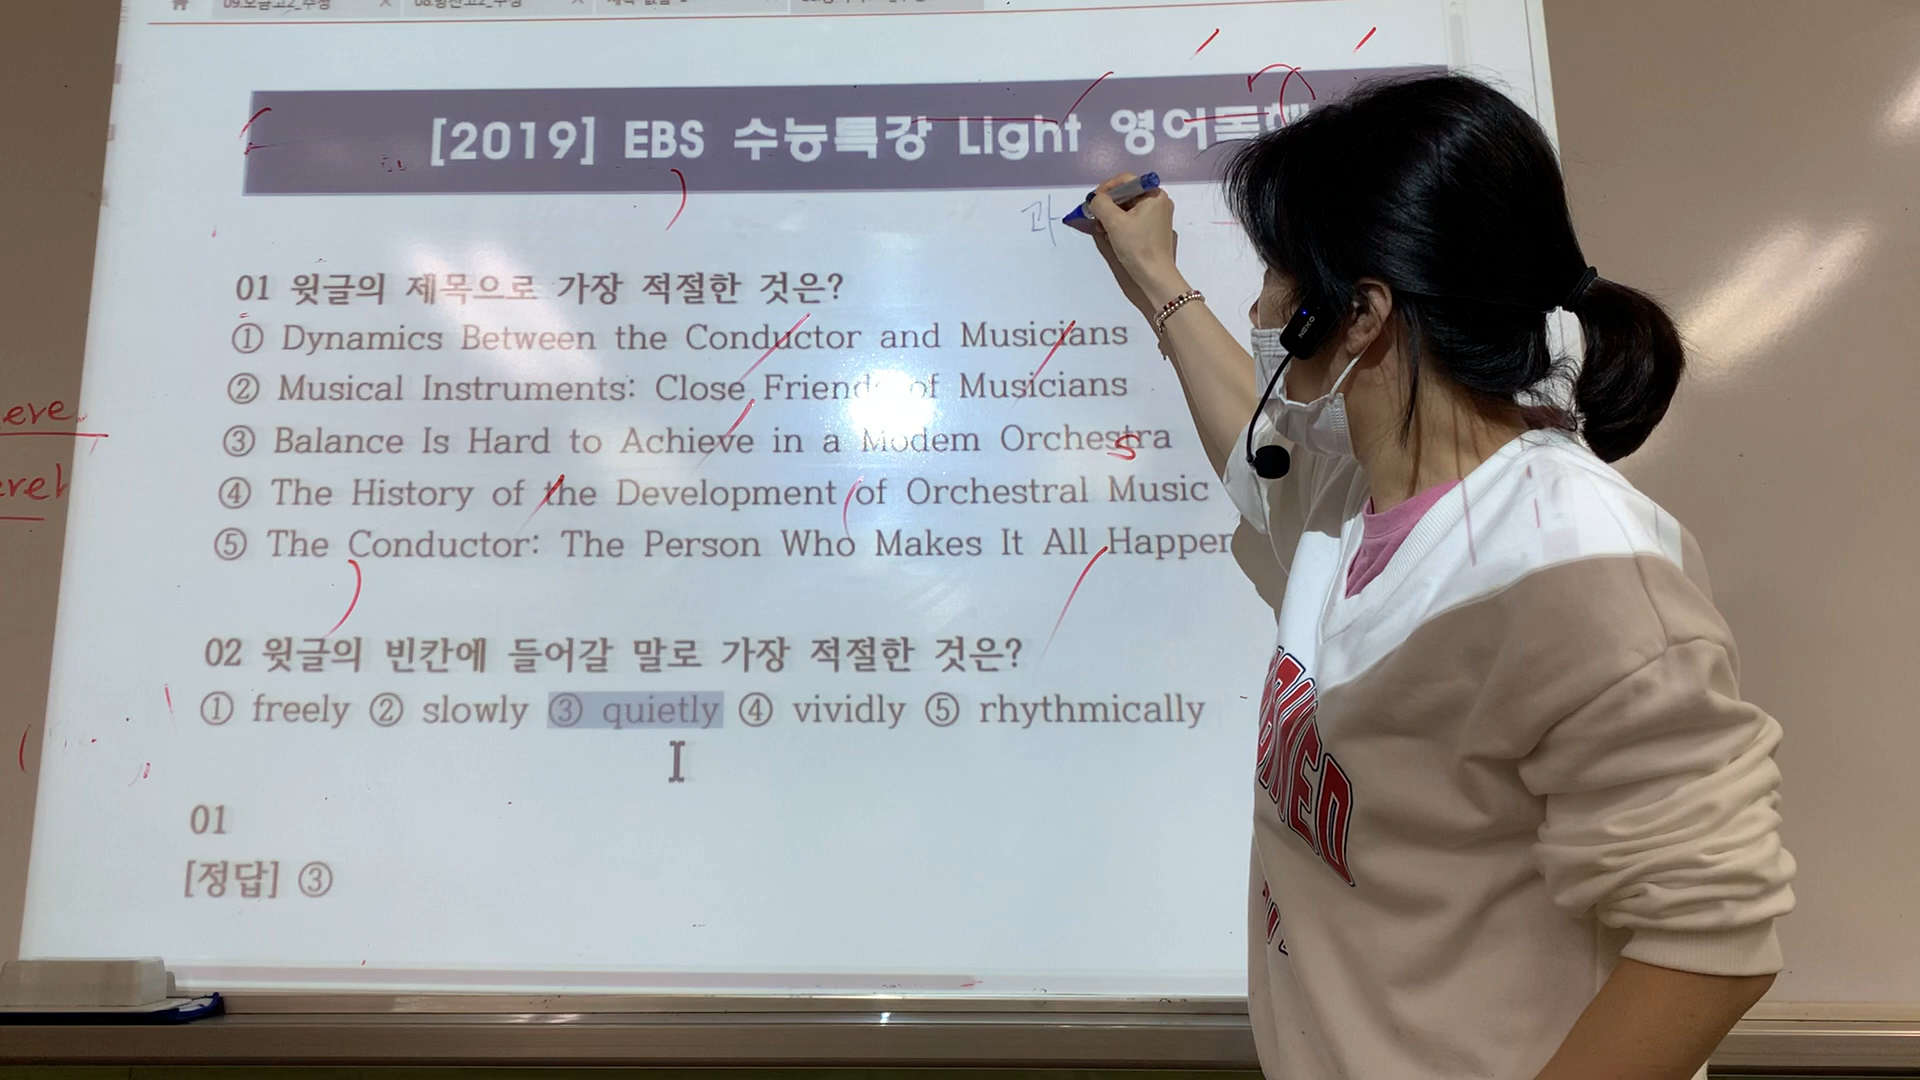 [2019] EBS 수능특강 Light 영어독해
과
01 윗글의 제목으로 가장 적절한 것은?
① Dynamics Between the Conductor and Musicians
② Musical Instruments: Close Friends of Musicians
③ Balance Is Hard to Achieve in a Modem Orchestra
s
④ The History of the Development of Orchestral Music
⑤ The Conductor: The Person Who Makes It All Happen
eve
02 윗글의 빈칸에 들어갈 말로 가장 적절한 것은?
① freely ② slowly ③ quietly ④ vividly ⑤ rhythmically
01
[정답] ③